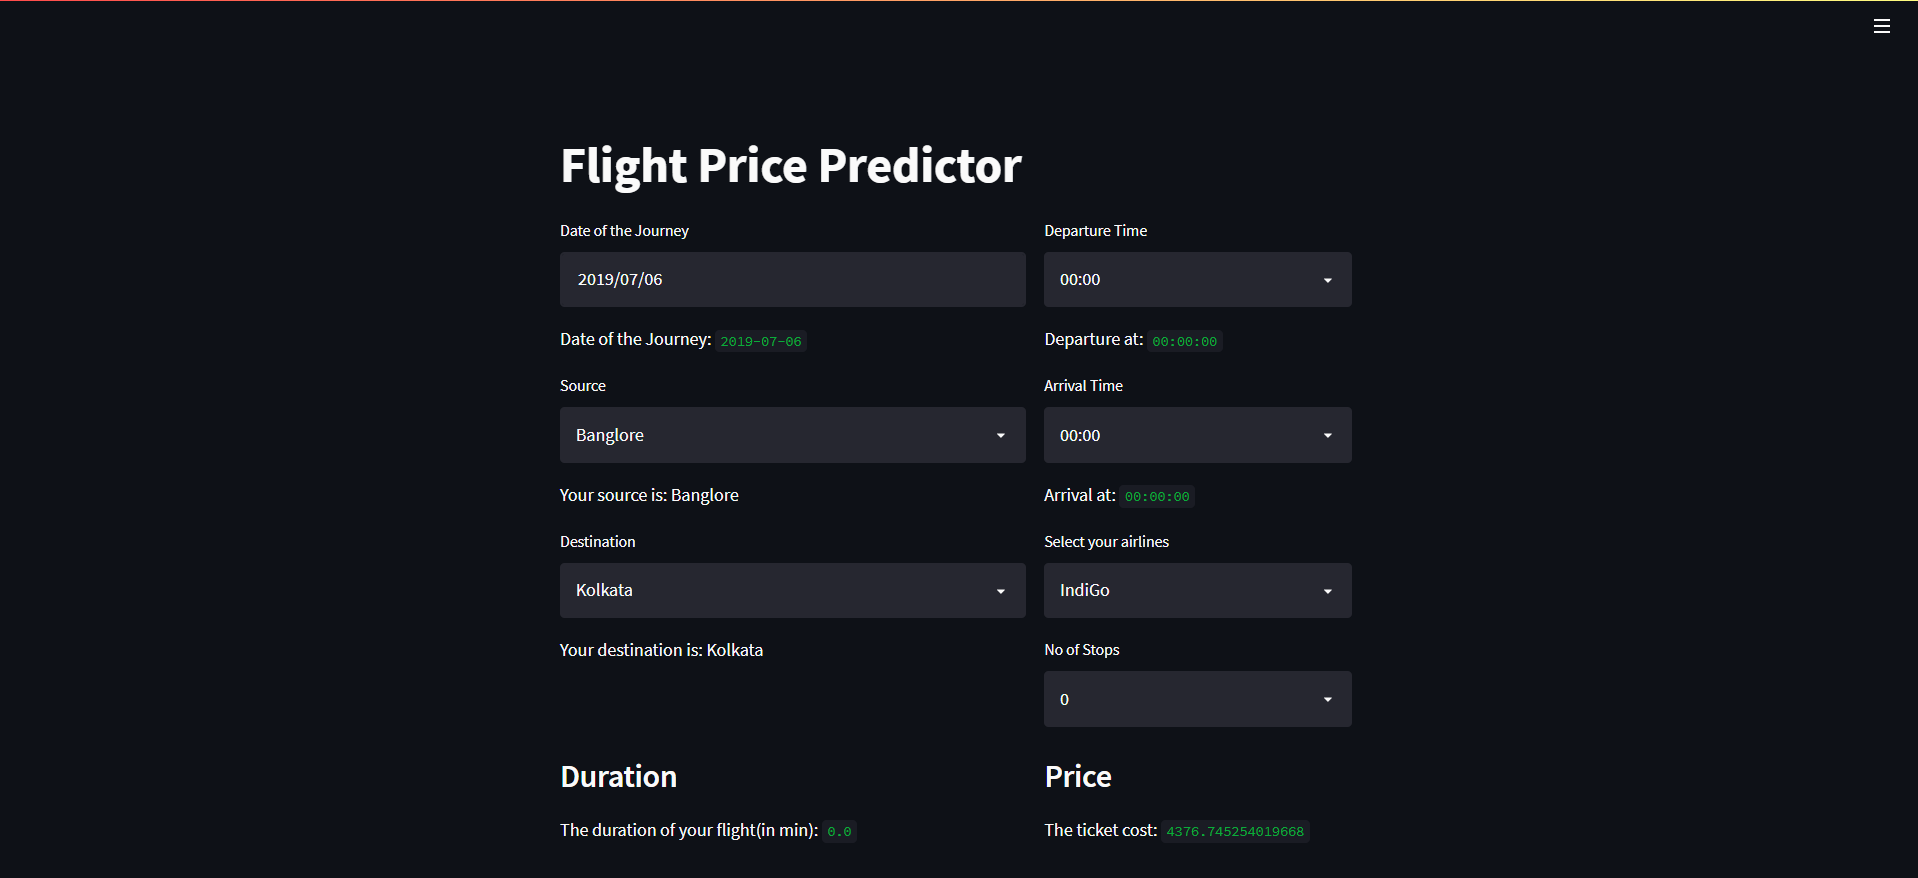 Flight Price Predictor
Date of the Journey
2019/07/06
Date of the Journey: 2019-07-06
Source
Banglore
Your source is: Banglore
Destination
Kolkata
Your destination is: Kolkata
Departure Time
00:00
Departure at: 00:00:00
Arrival Time
00:00
Arrival at: 00:00:00
Select your airlines
IndiGo
No of Stops
0
Duration
The duration of your flight(in min): 0.0
Price
The ticket cost: 4376.745254019668